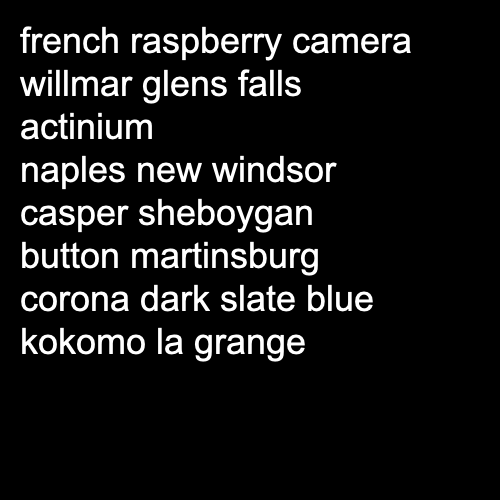 french raspberry camera
willmar glens falls
actinium
naples new windsor
casper sheboygan
button martinsburg
corona dark slate blue
kokomo la grange